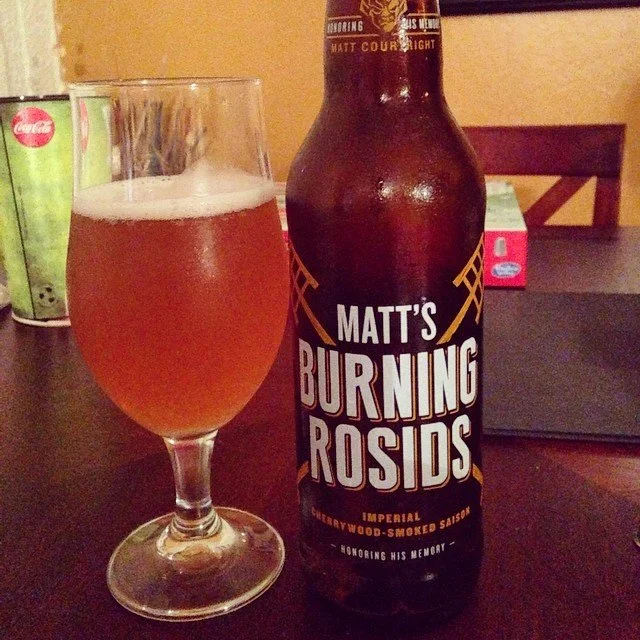 HONORING HIS MEMORY
MATT COURTRIGHT
MATT'S
BURNING
ROSIDS
IMPERIAL
CHERRYWOOD-SMOKED SAISON
— HONORING HIS MEMORY —
Coca-Cola